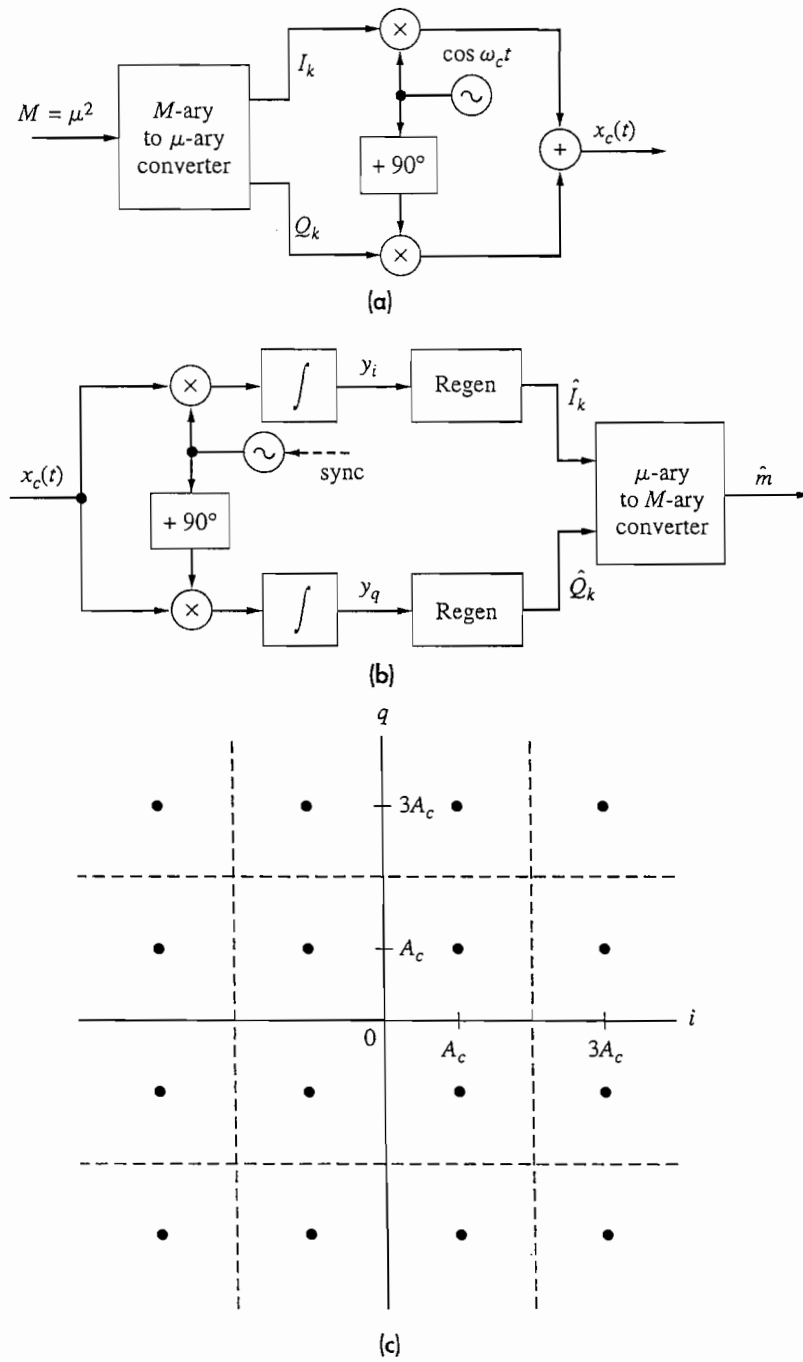 I_k
cos ω_c t
M = μ²
M-ary
to μ-ary
converter
+ 90°
x_c(t)
+
Q_k
(a)
∫
y_i
Regen
Î_k
x_c(t)
sync
+ 90°
μ-ary
to M-ary
converter
m̂
∫
y_q
Regen
Q̂_k
(b)
q
3A_c
A_c
0
A_c
3A_c
i
(c)